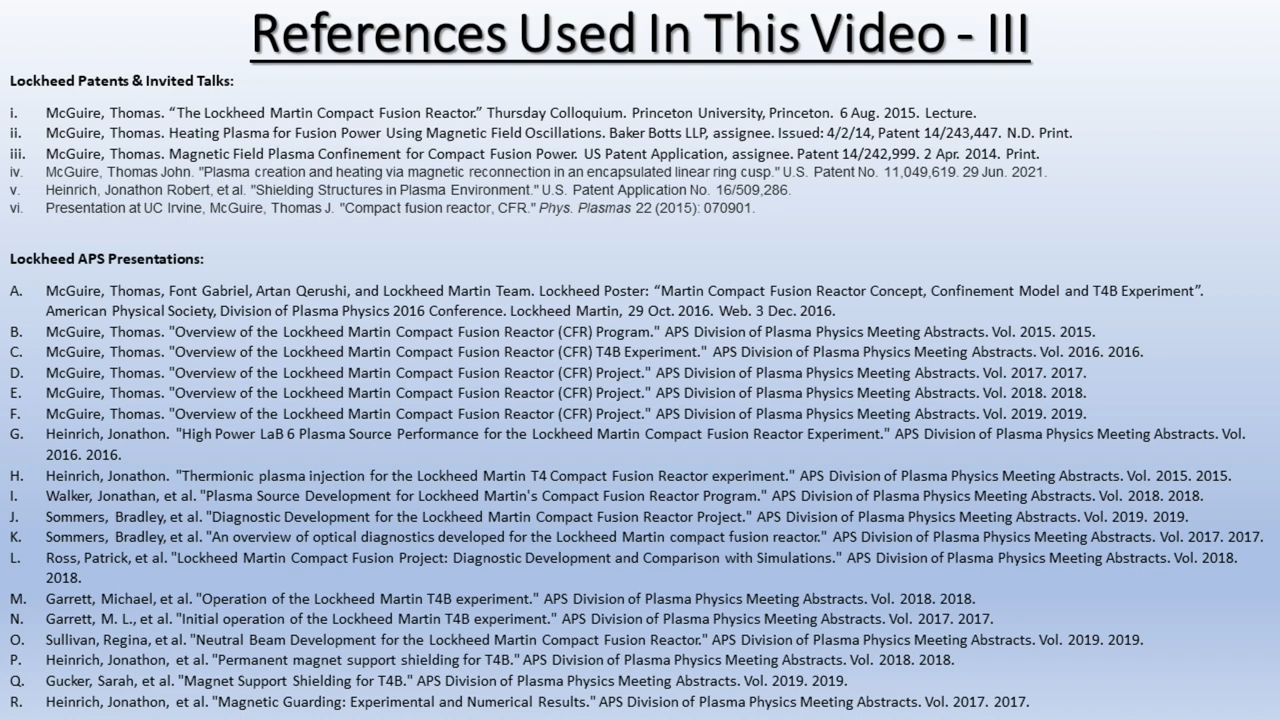 References Used In This Video - III
Lockheed Patents & Invited Talks:
i. McGuire, Thomas. “The Lockheed Martin Compact Fusion Reactor.” Thursday Colloquium. Princeton University, Princeton. 6 Aug. 2015. Lecture.
ii. McGuire, Thomas. Heating Plasma for Fusion Power Using Magnetic Field Oscillations. Baker Botts LLP, assignee. Issued: 4/2/14, Patent 14/243,447. N.D. Print.
iii. McGuire, Thomas. Magnetic Field Plasma Confinement for Compact Fusion Power. US Patent Application, assignee. Patent 14/242,999. 2 Apr. 2014. Print.
iv. McGuire, Thomas John. "Plasma creation and heating via magnetic reconnection in an encapsulated linear ring cusp." U.S. Patent No. 11,049,619. 29 Jun. 2021.
v. Heinrich, Jonathon Robert, et al. "Shielding Structures in Plasma Environment." U.S. Patent Application No. 16/509,286.
vi. Presentation at UC Irvine, McGuire, Thomas J. "Compact fusion reactor, CFR." Phys. Plasmas 22 (2015): 070901.
Lockheed APS Presentations:
A. McGuire, Thomas, Font Gabriel, Artan Qerushi, and Lockheed Martin Team. Lockheed Poster: “Martin Compact Fusion Reactor Concept, Confinement Model and T4B Experiment”.
American Physical Society, Division of Plasma Physics 2016 Conference. Lockheed Martin, 29 Oct. 2016. Web. 3 Dec. 2016.
B. McGuire, Thomas. "Overview of the Lockheed Martin Compact Fusion Reactor (CFR) Program." APS Division of Plasma Physics Meeting Abstracts. Vol. 2015. 2015.
C. McGuire, Thomas. "Overview of the Lockheed Martin Compact Fusion Reactor (CFR) T4B Experiment." APS Division of Plasma Physics Meeting Abstracts. Vol. 2016. 2016.
D. McGuire, Thomas. "Overview of the Lockheed Martin Compact Fusion Reactor (CFR) Project." APS Division of Plasma Physics Meeting Abstracts. Vol. 2017. 2017.
E. McGuire, Thomas. "Overview of the Lockheed Martin Compact Fusion Reactor (CFR) Project." APS Division of Plasma Physics Meeting Abstracts. Vol. 2018. 2018.
F. McGuire, Thomas. "Overview of the Lockheed Martin Compact Fusion Reactor (CFR) Project." APS Division of Plasma Physics Meeting Abstracts. Vol. 2019. 2019.
G. Heinrich, Jonathon. "High Power LaB 6 Plasma Source Performance for the Lockheed Martin Compact Fusion Reactor Experiment." APS Division of Plasma Physics Meeting Abstracts. Vol.
2016. 2016.
H. Heinrich, Jonathon. "Thermionic plasma injection for the Lockheed Martin T4 Compact Fusion Reactor experiment." APS Division of Plasma Physics Meeting Abstracts. Vol. 2015. 2015.
I. Walker, Jonathan, et al. "Plasma Source Development for Lockheed Martin's Compact Fusion Reactor Program." APS Division of Plasma Physics Meeting Abstracts. Vol. 2018. 2018.
J. Sommers, Bradley, et al. "Diagnostic Development for the Lockheed Martin Compact Fusion Reactor Project." APS Division of Plasma Physics Meeting Abstracts. Vol. 2019. 2019.
K. Sommers, Bradley, et al. "An overview of optical diagnostics developed for the Lockheed Martin compact fusion reactor." APS Division of Plasma Physics Meeting Abstracts. Vol. 2017. 2017.
L. Ross, Patrick, et al. "Lockheed Martin Compact Fusion Project: Diagnostic Development and Comparison with Simulations." APS Division of Plasma Physics Meeting Abstracts. Vol. 2018.
2018.
M. Garrett, Michael, et al. "Operation of the Lockheed Martin T4B experiment." APS Division of Plasma Physics Meeting Abstracts. Vol. 2018. 2018.
N. Garrett, M. L., et al. "Initial operation of the Lockheed Martin T4B experiment." APS Division of Plasma Physics Meeting Abstracts. Vol. 2017. 2017.
O. Sullivan, Regina, et al. "Neutral Beam Development for the Lockheed Martin Compact Fusion Reactor." APS Division of Plasma Physics Meeting Abstracts. Vol. 2019. 2019.
P. Heinrich, Jonathon, et al. "Permanent magnet support shielding for T4B." APS Division of Plasma Physics Meeting Abstracts. Vol. 2018. 2018.
Q. Gucker, Sarah, et al. "Magnet Support Shielding for T4B." APS Division of Plasma Physics Meeting Abstracts. Vol. 2019. 2019.
R. Heinrich, Jonathon, et al. "Magnetic Guarding: Experimental and Numerical Results." APS Division of Plasma Physics Meeting Abstracts. Vol. 2017. 2017.